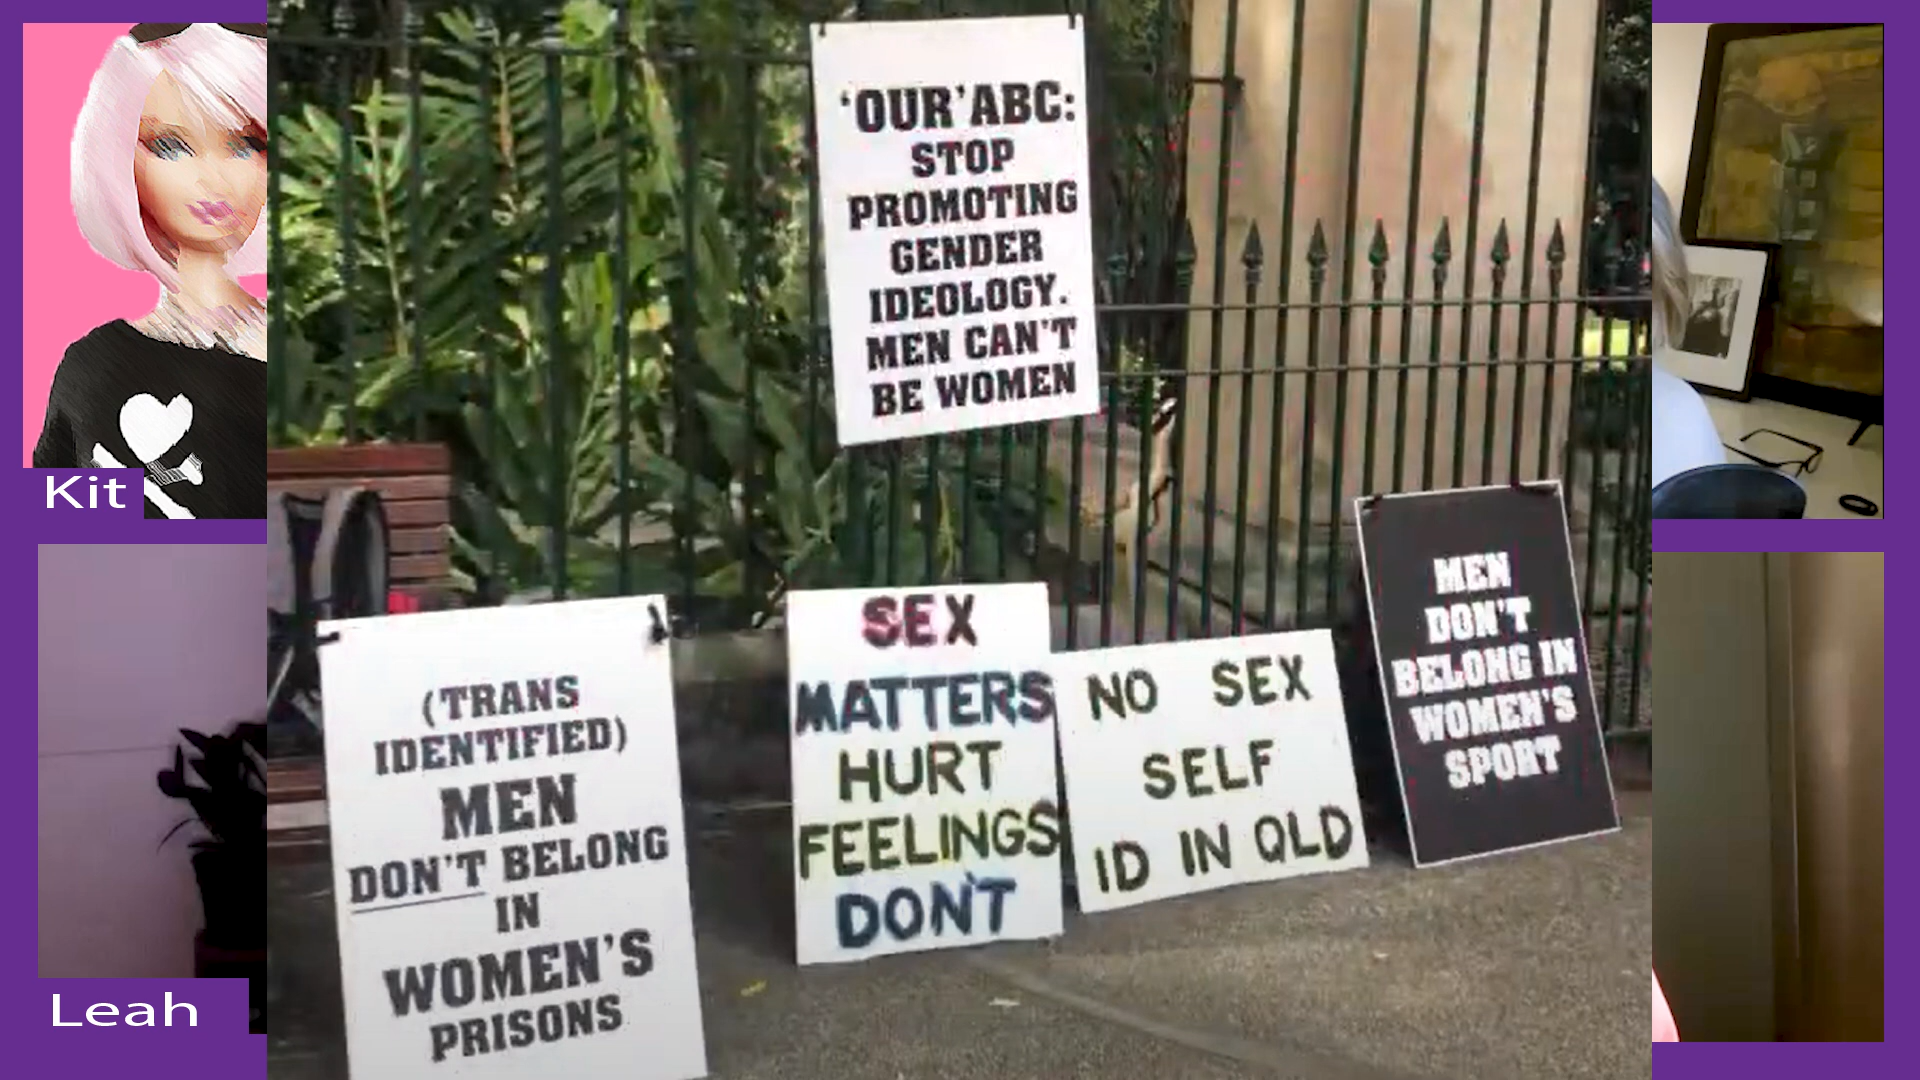 Kit
Leah
'OUR' ABC:
STOP
PROMOTING
GENDER
IDEOLOGY.
MEN CAN'T
BE WOMEN
(TRANS
IDENTIFIED)
MEN
DON'T BELONG
IN
WOMEN'S
PRISONS
SEX
MATTERS
HURT
FEELINGS
DON'T
NO SEX
SELF
ID IN QLD
MEN
DON'T
BELONG IN
WOMEN'S
SPORT